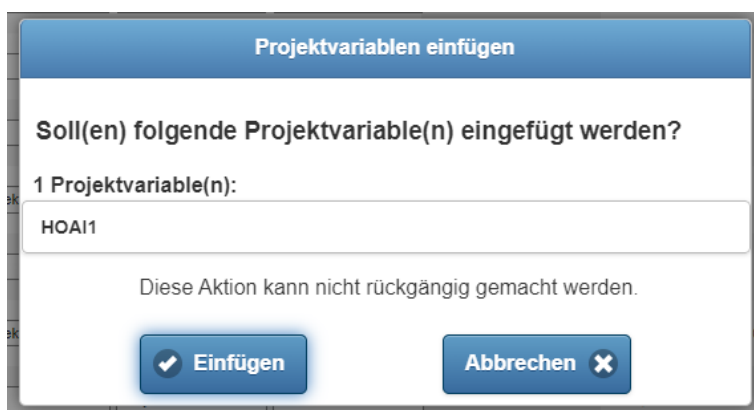 Projektvariablen einfügen
Soll(en) folgende Projektvariable(n) eingefügt werden?
1 Projektvariable(n):
HOAI1
Diese Aktion kann nicht rückgängig gemacht werden.
Einfügen
Abbrechen